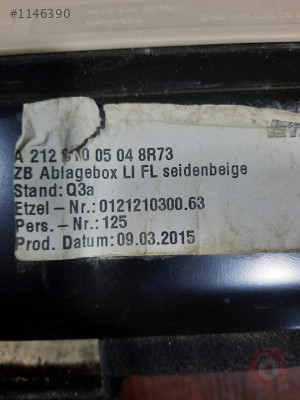 #1146390
A 212 810 05 04 8R73
ZB Ablagebox LI FL seidenbeige
Stand: Q3a
Etzel – Nr.: 0121210300.63
Pers. – Nr.: 125
Prod. Datum: 09.03.2015